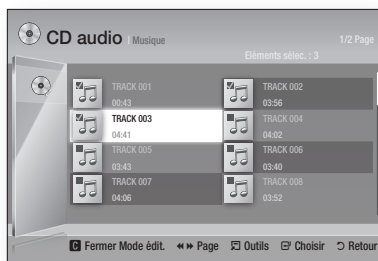 CD audio | Musique
1/2 Page
Eléments sélec. : 3
TRACK 001
00:43
TRACK 002
03:56
TRACK 003
04:41
TRACK 004
04:02
TRACK 005
03:43
TRACK 006
03:40
TRACK 007
04:06
TRACK 008
03:52
C Fermer Mode édit. Page Outils Choisir Retour